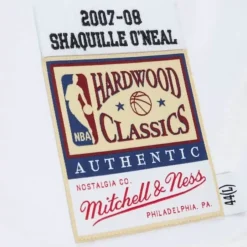 2007-08
SHAQUILLE O'NEAL
HARDWOOD
NBA
CLASSICS
AUTHENTIC
NOSTALGIA CO.
Mitchell & Ness
PHILADELPHIA, PA.
44(L)